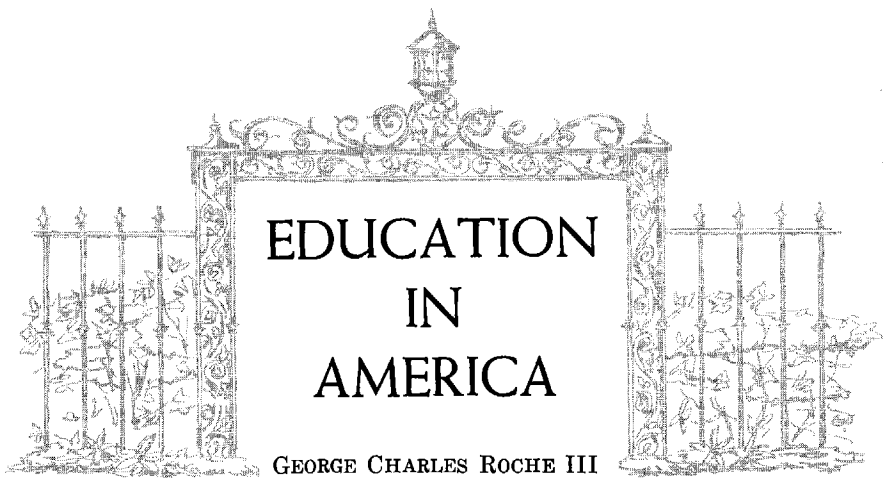 EDUCATION
IN
AMERICA
GEORGE CHARLES ROCHE III